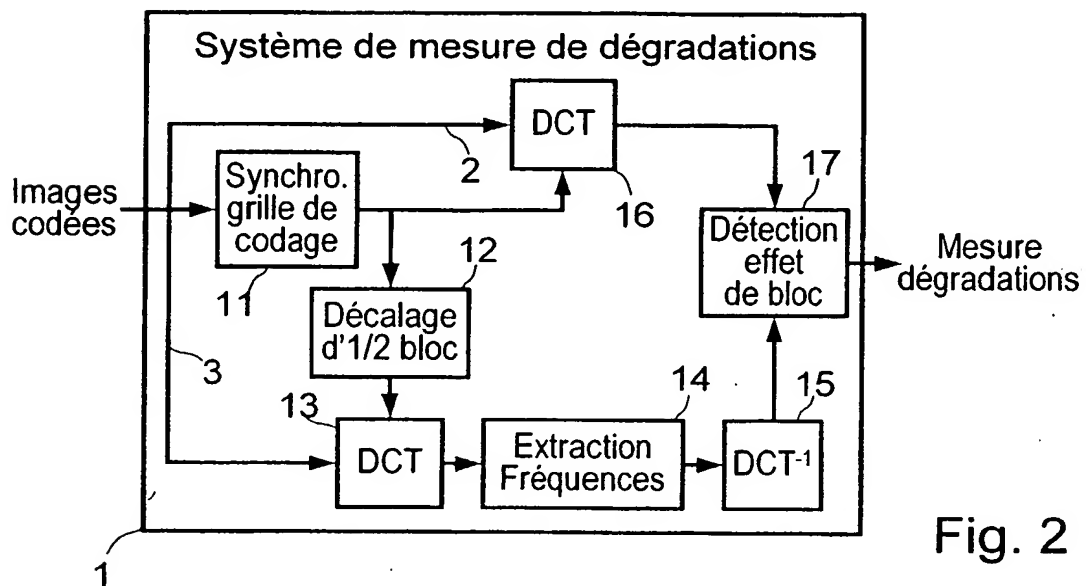 Système de mesure de dégradations
DCT
2
16
17
Images
codées
Synchro.
grille de
codage
11
12
Détection
effet
de bloc
Mesure
dégradations
Décalage
d'1/2 bloc
3
13
14
15
DCT
Extraction
Fréquences
DCT-1
1
Fig. 2